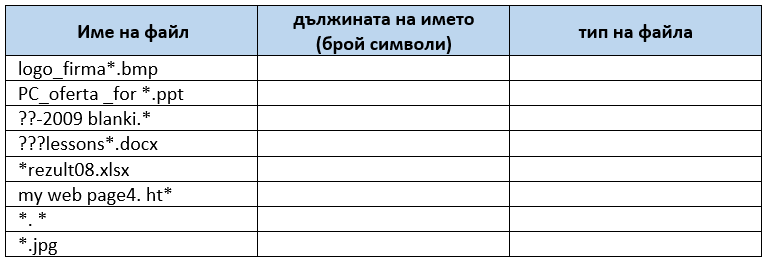 Име на файл
дължината на името
(брой символи)
тип на файла
logo_firma*.bmp
PC_oferta _for *.ppt
??-2009 blanki.*
???lessons*.docx
*rezult08.xlsx
my web page4. ht*
*. *
*.jpg